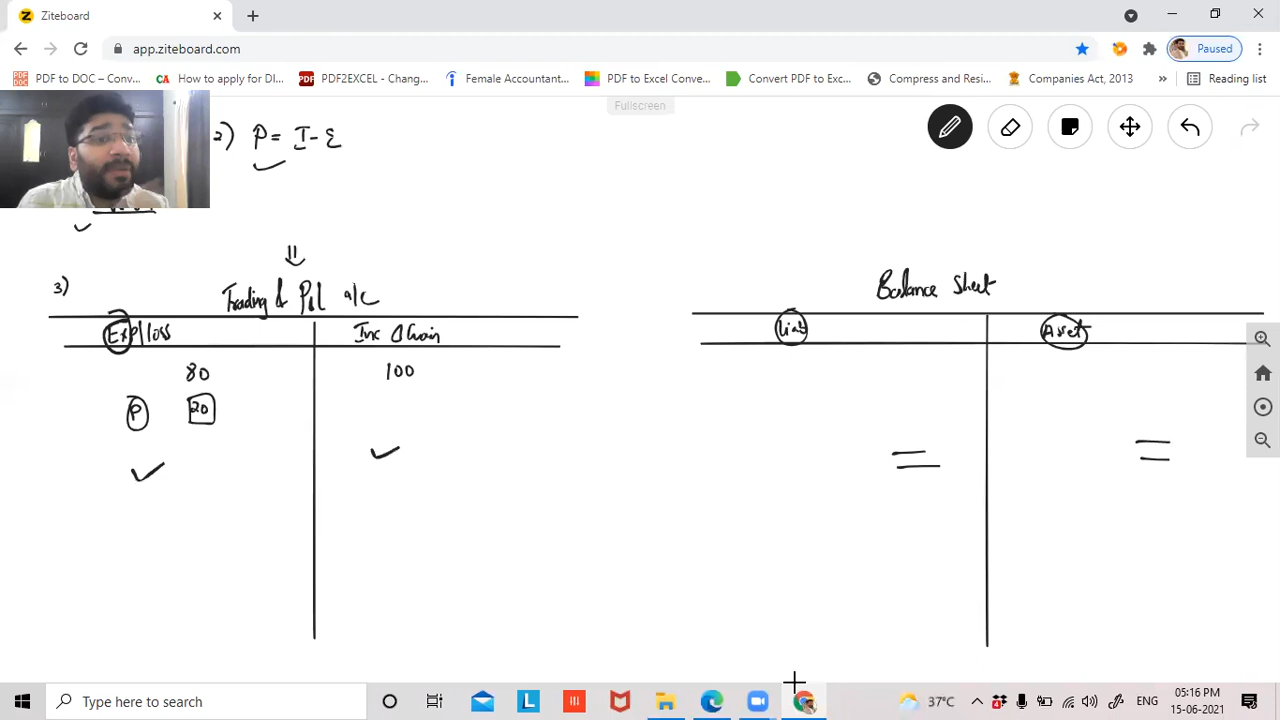 Ziteboard
app.ziteboard.com
Paused
PDF to DOC – Conv...
How to apply for DI...
PDF2EXCEL - Chang...
Female Accountant...
PDF to Excel Conve...
Convert PDF to Exc...
Compress and Resi...
Companies Act, 2013
»
Reading list
Fullscreen
2) P = I - E
3)
Trading & P&L a/c
Balance Sheet
Exp/loss
Inc & Gain
Liab
Asset
80
100
P
20
Type here to search
37°C
05:16 PM
15-06-2021